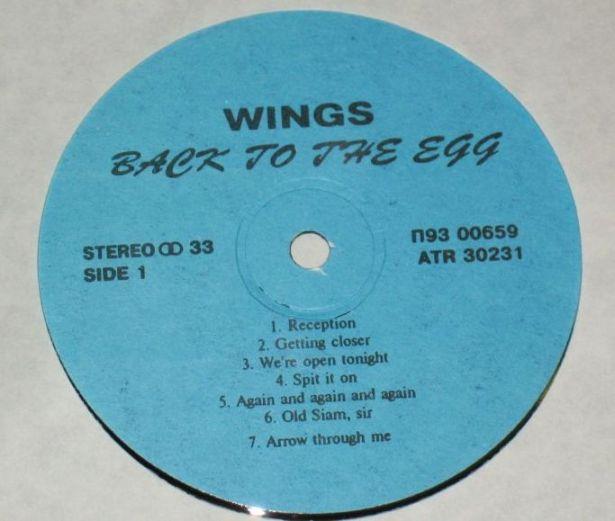 WINGS
BACK TO THE EGG
STEREO ꝏ 33
SIDE 1
П93 00659
ATR 30231
1. Reception
2. Getting closer
3. We're open tonight
4. Spit it on
5. Again and again and again
6. Old Siam, sir
7. Arrow through me